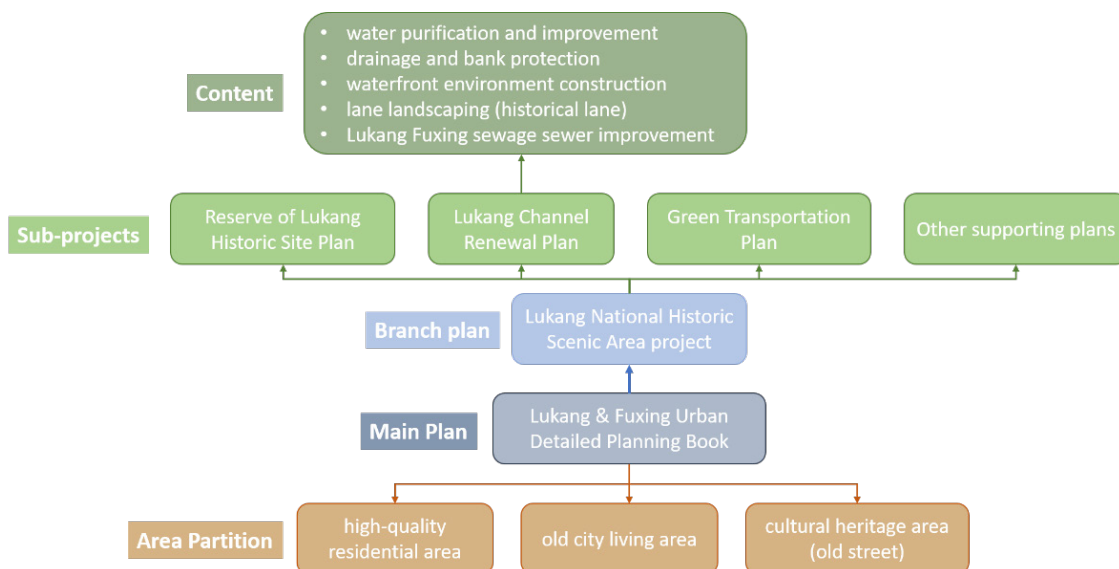 Content
• water purification and improvement
• drainage and bank protection
• waterfront environment construction
• lane landscaping (historical lane)
• Lukang Fuxing sewage sewer improvement
Sub-projects
Reserve of Lukang
Historic Site Plan
Lukang Channel
Renewal Plan
Green Transportation
Plan
Other supporting plans
Branch plan
Lukang National Historic
Scenic Area project
Main Plan
Lukang & Fuxing Urban
Detailed Planning Book
Area Partition
high-quality
residential area
old city living area
cultural heritage area
(old street)